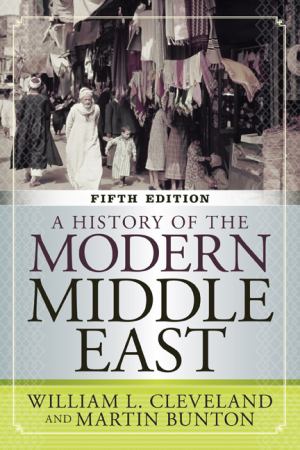 FIFTH EDITION
A HISTORY OF THE
MODERN
MIDDLE
EAST
WILLIAM L. CLEVELAND
AND MARTIN BUNTON